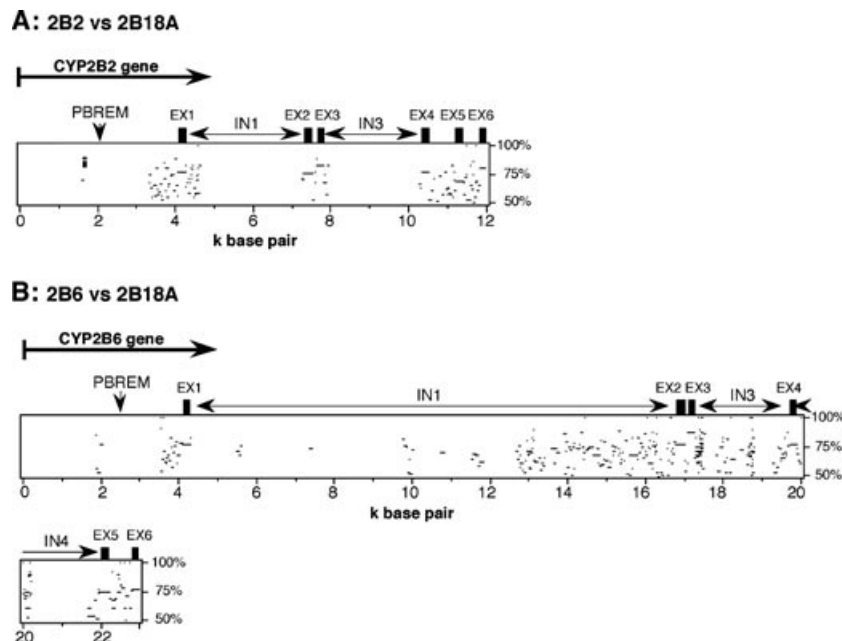 A: 2B2 vs 2B18A
CYP2B2 gene
PBREM EX1 IN1 EX2 EX3 IN3 EX4 EX5 EX6
100%
75%
50%
0 2 4 6 8 10 12
k base pair
B: 2B6 vs 2B18A
CYP2B6 gene
PBREM EX1 IN1 EX2 EX3 IN3 EX4
100%
75%
50%
0 2 4 6 8 10 12 14 16 18 20
k base pair
IN4 EX5 EX6
100%
75%
50%
20 22